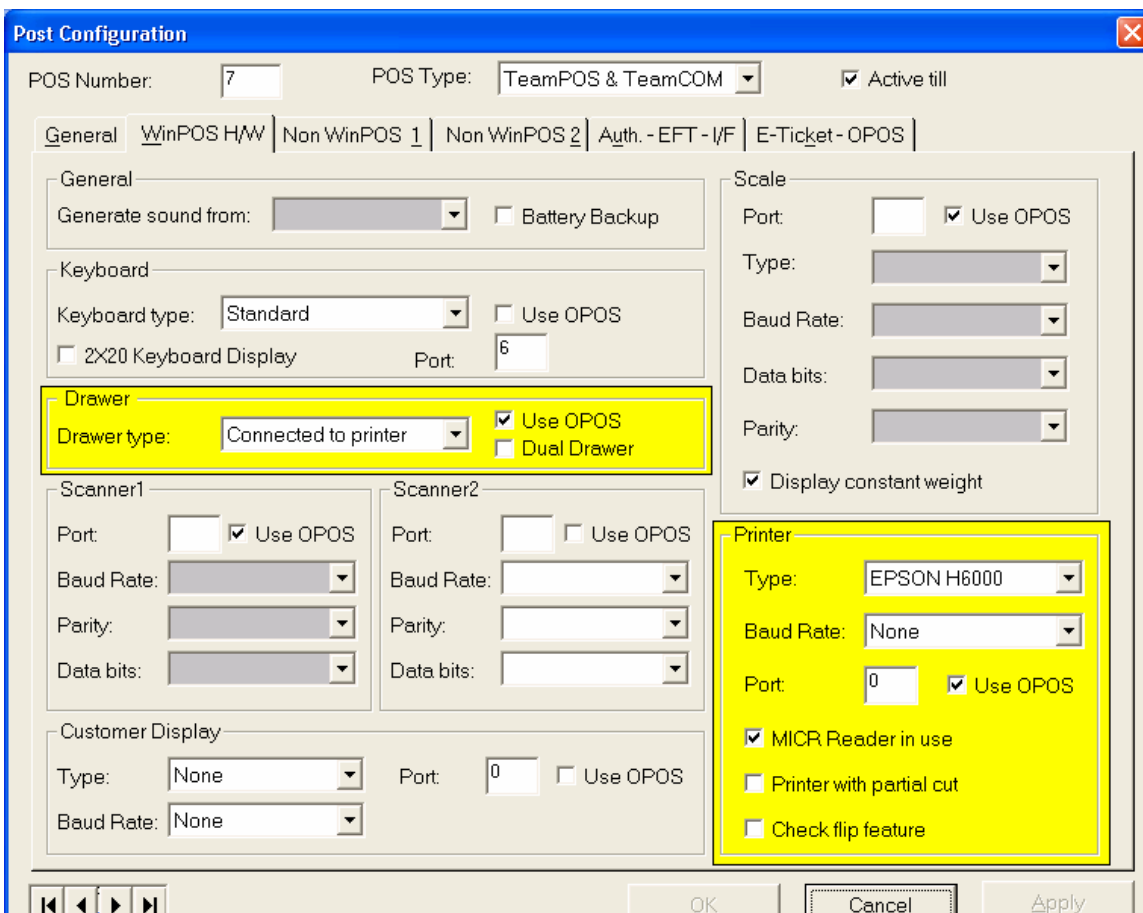 Post Configuration
POS Number: 7 POS Type: TeamPOS & TeamCOM Active till
General WinPOS H/W Non WinPOS 1 Non WinPOS 2 Auth. - EFT - I/F E-Ticket - OPOS
General
Generate sound from: Battery Backup
Keyboard
Keyboard type: Standard Use OPOS
2X20 Keyboard Display Port: 6
Drawer
Drawer type: Connected to printer Use OPOS
Dual Drawer
Scanner1
Port: Use OPOS
Baud Rate:
Parity:
Data bits:
Scanner2
Port: Use OPOS
Baud Rate:
Parity:
Data bits:
Customer Display
Type: None Port: 0 Use OPOS
Baud Rate: None
Scale
Port: Use OPOS
Type:
Baud Rate:
Data bits:
Parity:
Display constant weight
Printer
Type: EPSON H6000
Baud Rate: None
Port: 0 Use OPOS
MICR Reader in use
Printer with partial cut
Check flip feature
OK Cancel Apply